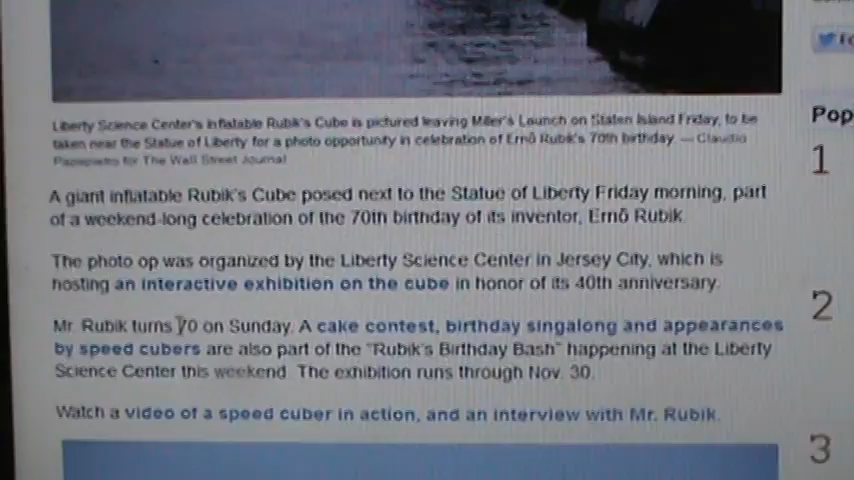 Liberty Science Center's inflatable Rubik's Cube is pictured leaving Miller's Launch on Staten Island Friday, to be
taken near the Statue of Liberty for a photo opportunity in celebration of Ernő Rubik's 70th birthday. — Claudio
Papapietro for The Wall Street Journal
A giant inflatable Rubik's Cube posed next to the Statue of Liberty Friday morning, part
of a weekend-long celebration of the 70th birthday of its inventor, Ernő Rubik.
The photo op was organized by the Liberty Science Center in Jersey City, which is
hosting an interactive exhibition on the cube in honor of its 40th anniversary.
Mr. Rubik turns 70 on Sunday. A cake contest, birthday singalong and appearances
by speed cubers are also part of the "Rubik's Birthday Bash" happening at the Liberty
Science Center this weekend. The exhibition runs through Nov. 30.
Watch a video of a speed cuber in action, and an interview with Mr. Rubik.
Fo
Pop
1
2
3